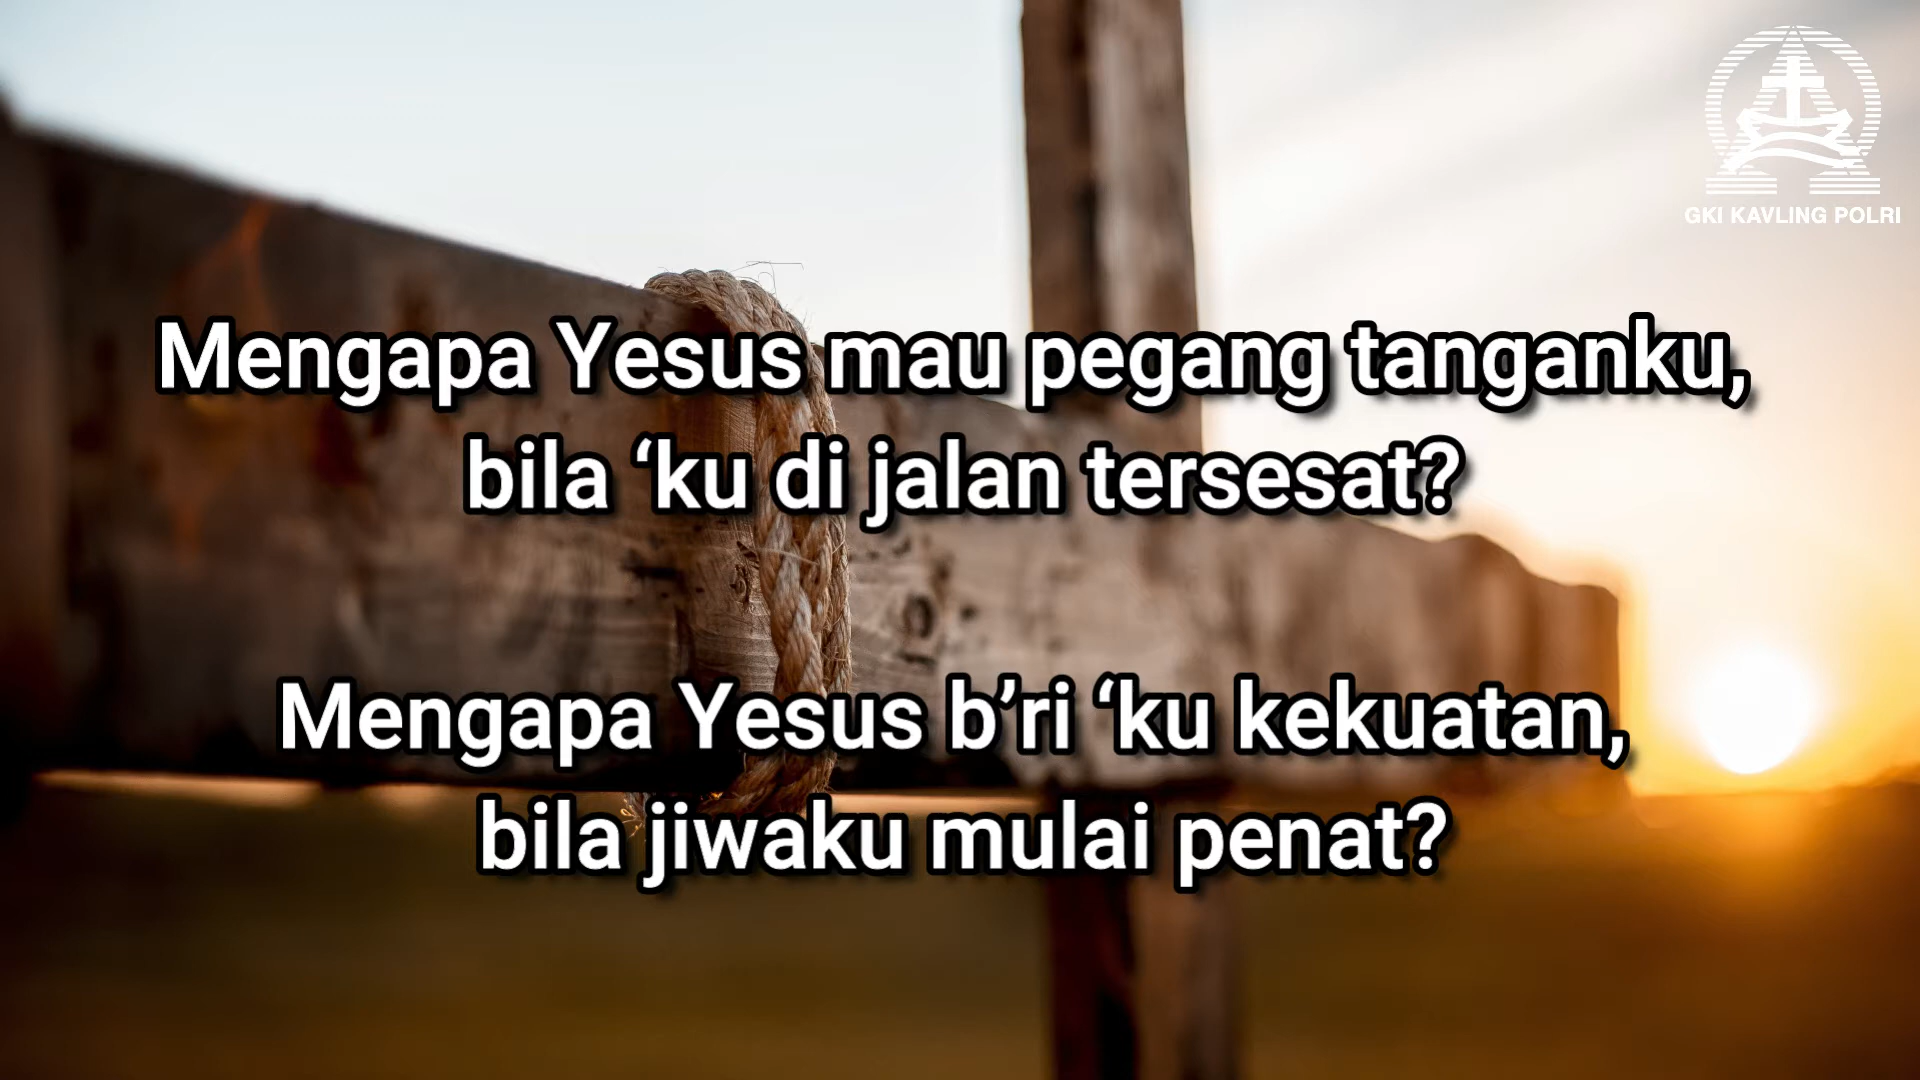 GKI KAVLING POLRI
Mengapa Yesus mau pegang tanganku,
bila ‘ku di jalan tersesat?
Mengapa Yesus b’ri ‘ku kekuatan,
bila jiwaku mulai penat?